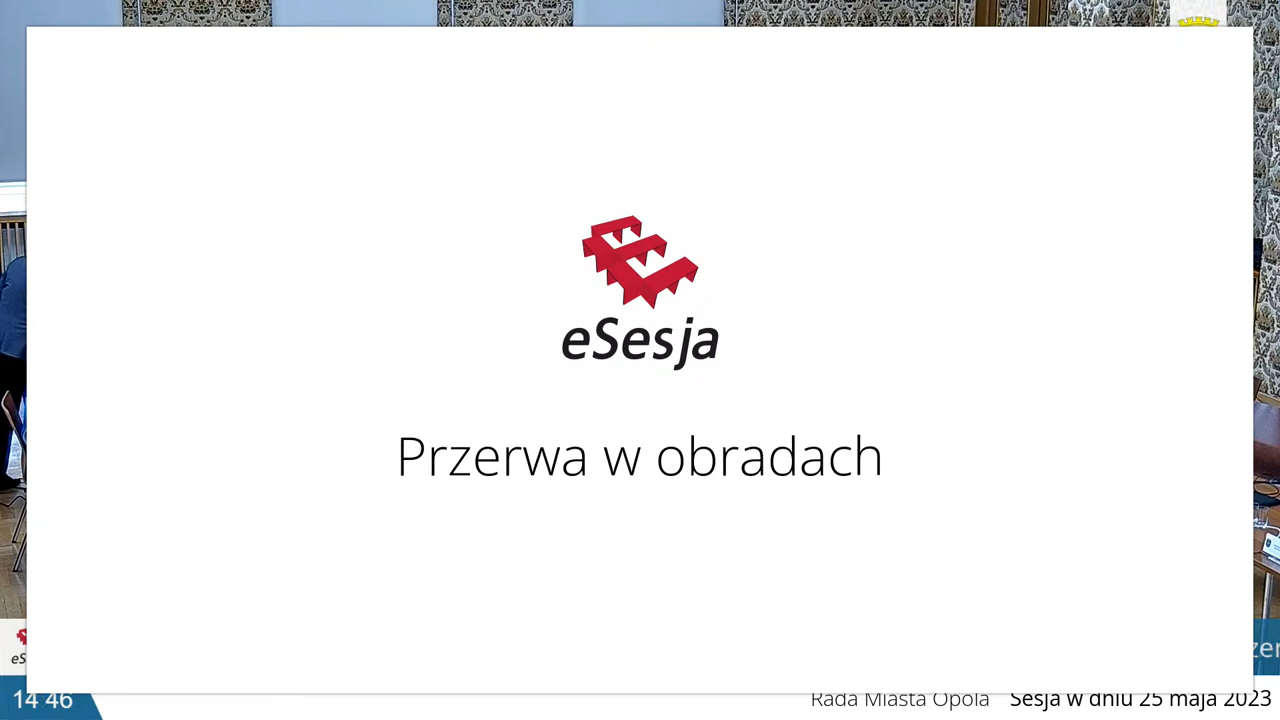 eSesja
Przerwa w obradach
14 46
Rada Miasta Opola Sesja w dniu 25 maja 2023